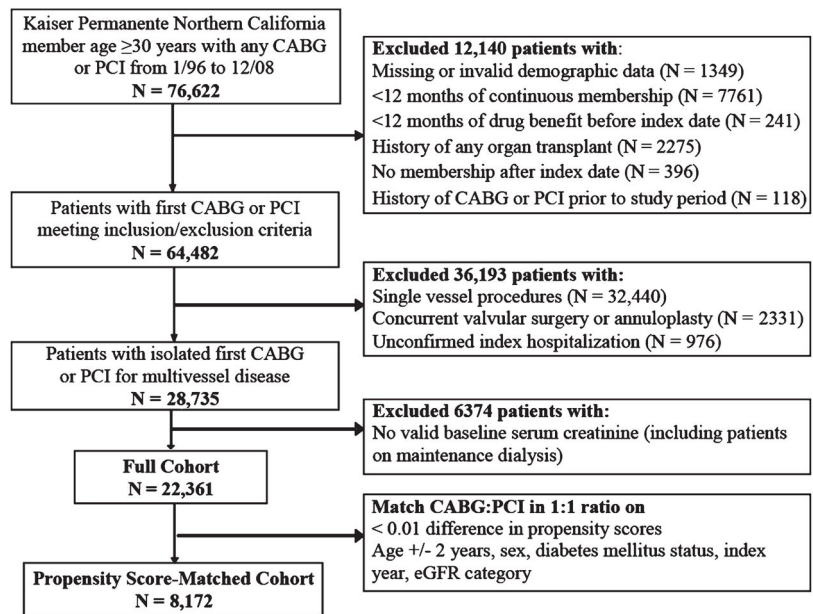 Kaiser Permanente Northern California
member age ≥30 years with any CABG
or PCI from 1/96 to 12/08
N = 76,622
Excluded 12,140 patients with:
Missing or invalid demographic data (N = 1349)
<12 months of continuous membership (N = 7761)
<12 months of drug benefit before index date (N = 241)
History of any organ transplant (N = 2275)
No membership after index date (N = 396)
History of CABG or PCI prior to study period (N = 118)
Patients with first CABG or PCI
meeting inclusion/exclusion criteria
N = 64,482
Excluded 36,193 patients with:
Single vessel procedures (N = 32,440)
Concurrent valvular surgery or annuloplasty (N = 2331)
Unconfirmed index hospitalization (N = 976)
Patients with isolated first CABG
or PCI for multivessel disease
N = 28,735
Excluded 6374 patients with:
No valid baseline serum creatinine (including patients
on maintenance dialysis)
Full Cohort
N = 22,361
Match CABG:PCI in 1:1 ratio on
< 0.01 difference in propensity scores
Age +/- 2 years, sex, diabetes mellitus status, index
year, eGFR category
Propensity Score-Matched Cohort
N = 8,172